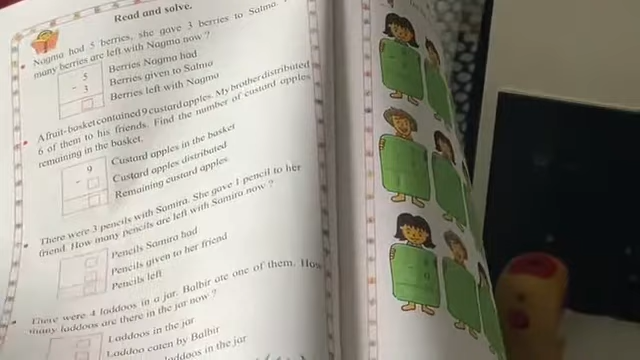 Read and solve.
Nagma had 5 berries, she gave 3 berries to Salma.
many berries are left with Nagma now ?
5 Berries Nagma had
- 3 Berries given to Salma
Berries left with Nagma
A fruit-basket contained 9 custard apples. My brother distributed
6 of them to his friends. Find the number of custard apples
remaining in the basket.
9 Custard apples in the basket
- Custard apples distributed
Remaining custard apples
There were 3 pencils with Samira. She gave 1 pencil to her
friend. How many pencils are left with Samira now ?
Pencils Samira had
Pencils given to her friend
Pencils left
There were 4 laddoos in a jar. Balbir ate one of them. How
many laddoos are there in the jar now ?
Laddoos in the jar
Laddoo eaten by Balbir
laddoos in the jar